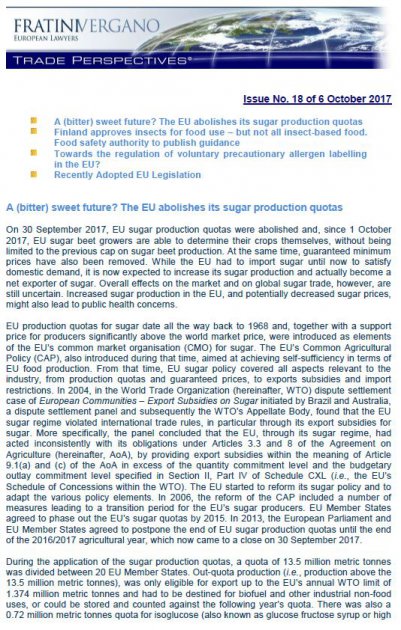 FRATINIVERGANO
EUROPEAN LAWYERS
TRADE PERSPECTIVES®
Issue No. 18 of 6 October 2017
A (bitter) sweet future? The EU abolishes its sugar production quotas
Finland approves insects for food use – but not all insect-based food.
Food safety authority to publish guidance
Towards the regulation of voluntary precautionary allergen labelling
in the EU?
Recently Adopted EU Legislation
A (bitter) sweet future? The EU abolishes its sugar production quotas
On 30 September 2017, EU sugar production quotas were abolished and, since 1 October
2017, EU sugar beet growers are able to determine their crops themselves, without being
limited to the previous cap on sugar beet production. At the same time, guaranteed minimum
prices have also been removed. While the EU had to import sugar until now to satisfy
domestic demand, it is now expected to increase its sugar production and actually become a
net exporter of sugar. Overall effects on the market and on global sugar trade, however, are
still uncertain. Increased sugar production in the EU, and potentially decreased sugar prices,
might also lead to public health concerns.
EU production quotas for sugar date all the way back to 1968 and, together with a support
price for producers significantly above the world market price, were introduced as elements
of the EU's common market organisation (CMO) for sugar. The EU's Common Agricultural
Policy (CAP), also introduced during that time, aimed at achieving self-sufficiency in terms of
EU food production. From that time, EU sugar policy covered all aspects relevant to the
industry, from production quotas and guaranteed prices, to exports subsidies and import
restrictions. In 2004, in the World Trade Organization (hereinafter, WTO) dispute settlement
case of European Communities – Export Subsidies on Sugar initiated by Brazil and Australia,
a dispute settlement panel and subsequently the WTO's Appellate Body, found that the EU
sugar regime violated international trade rules, in particular through its export subsidies for
sugar. More specifically, the panel concluded that the EU, through its sugar regime, had
acted inconsistently with its obligations under Articles 3.3 and 8 of the Agreement on
Agriculture (hereinafter, AoA), by providing export subsidies within the meaning of Article
9.1(a) and (c) of the AoA in excess of the quantity commitment level and the budgetary
outlay commitment level specified in Section II, Part IV of Schedule CXL (i.e., the EU's
Schedule of Concessions within the WTO). The EU started to reform its sugar policy and to
adapt the various policy elements. In 2006, the reform of the CAP included a number of
measures leading to a transition period for the EU's sugar producers. EU Member States
agreed to phase out the EU's sugar quotas by 2015. In 2013, the European Parliament and
EU Member States agreed to postpone the end of EU sugar production quotas until the end
of the 2016/2017 agricultural year, which now came to a close on 30 September 2017.
During the application of the sugar production quotas, a quota of 13.5 million metric tonnes
was divided between 20 EU Member States. Out-quota production (i.e., production above the
13.5 million metric tonnes), was only eligible for export up to the EU's annual WTO limit of
1.374 million metric tonnes and had to be destined for biofuel and other industrial non-food
uses, or could be stored and counted against the following year's quota. There was also a
0.72 million metric tonnes quota for isoglucose (also known as glucose fructose syrup or high